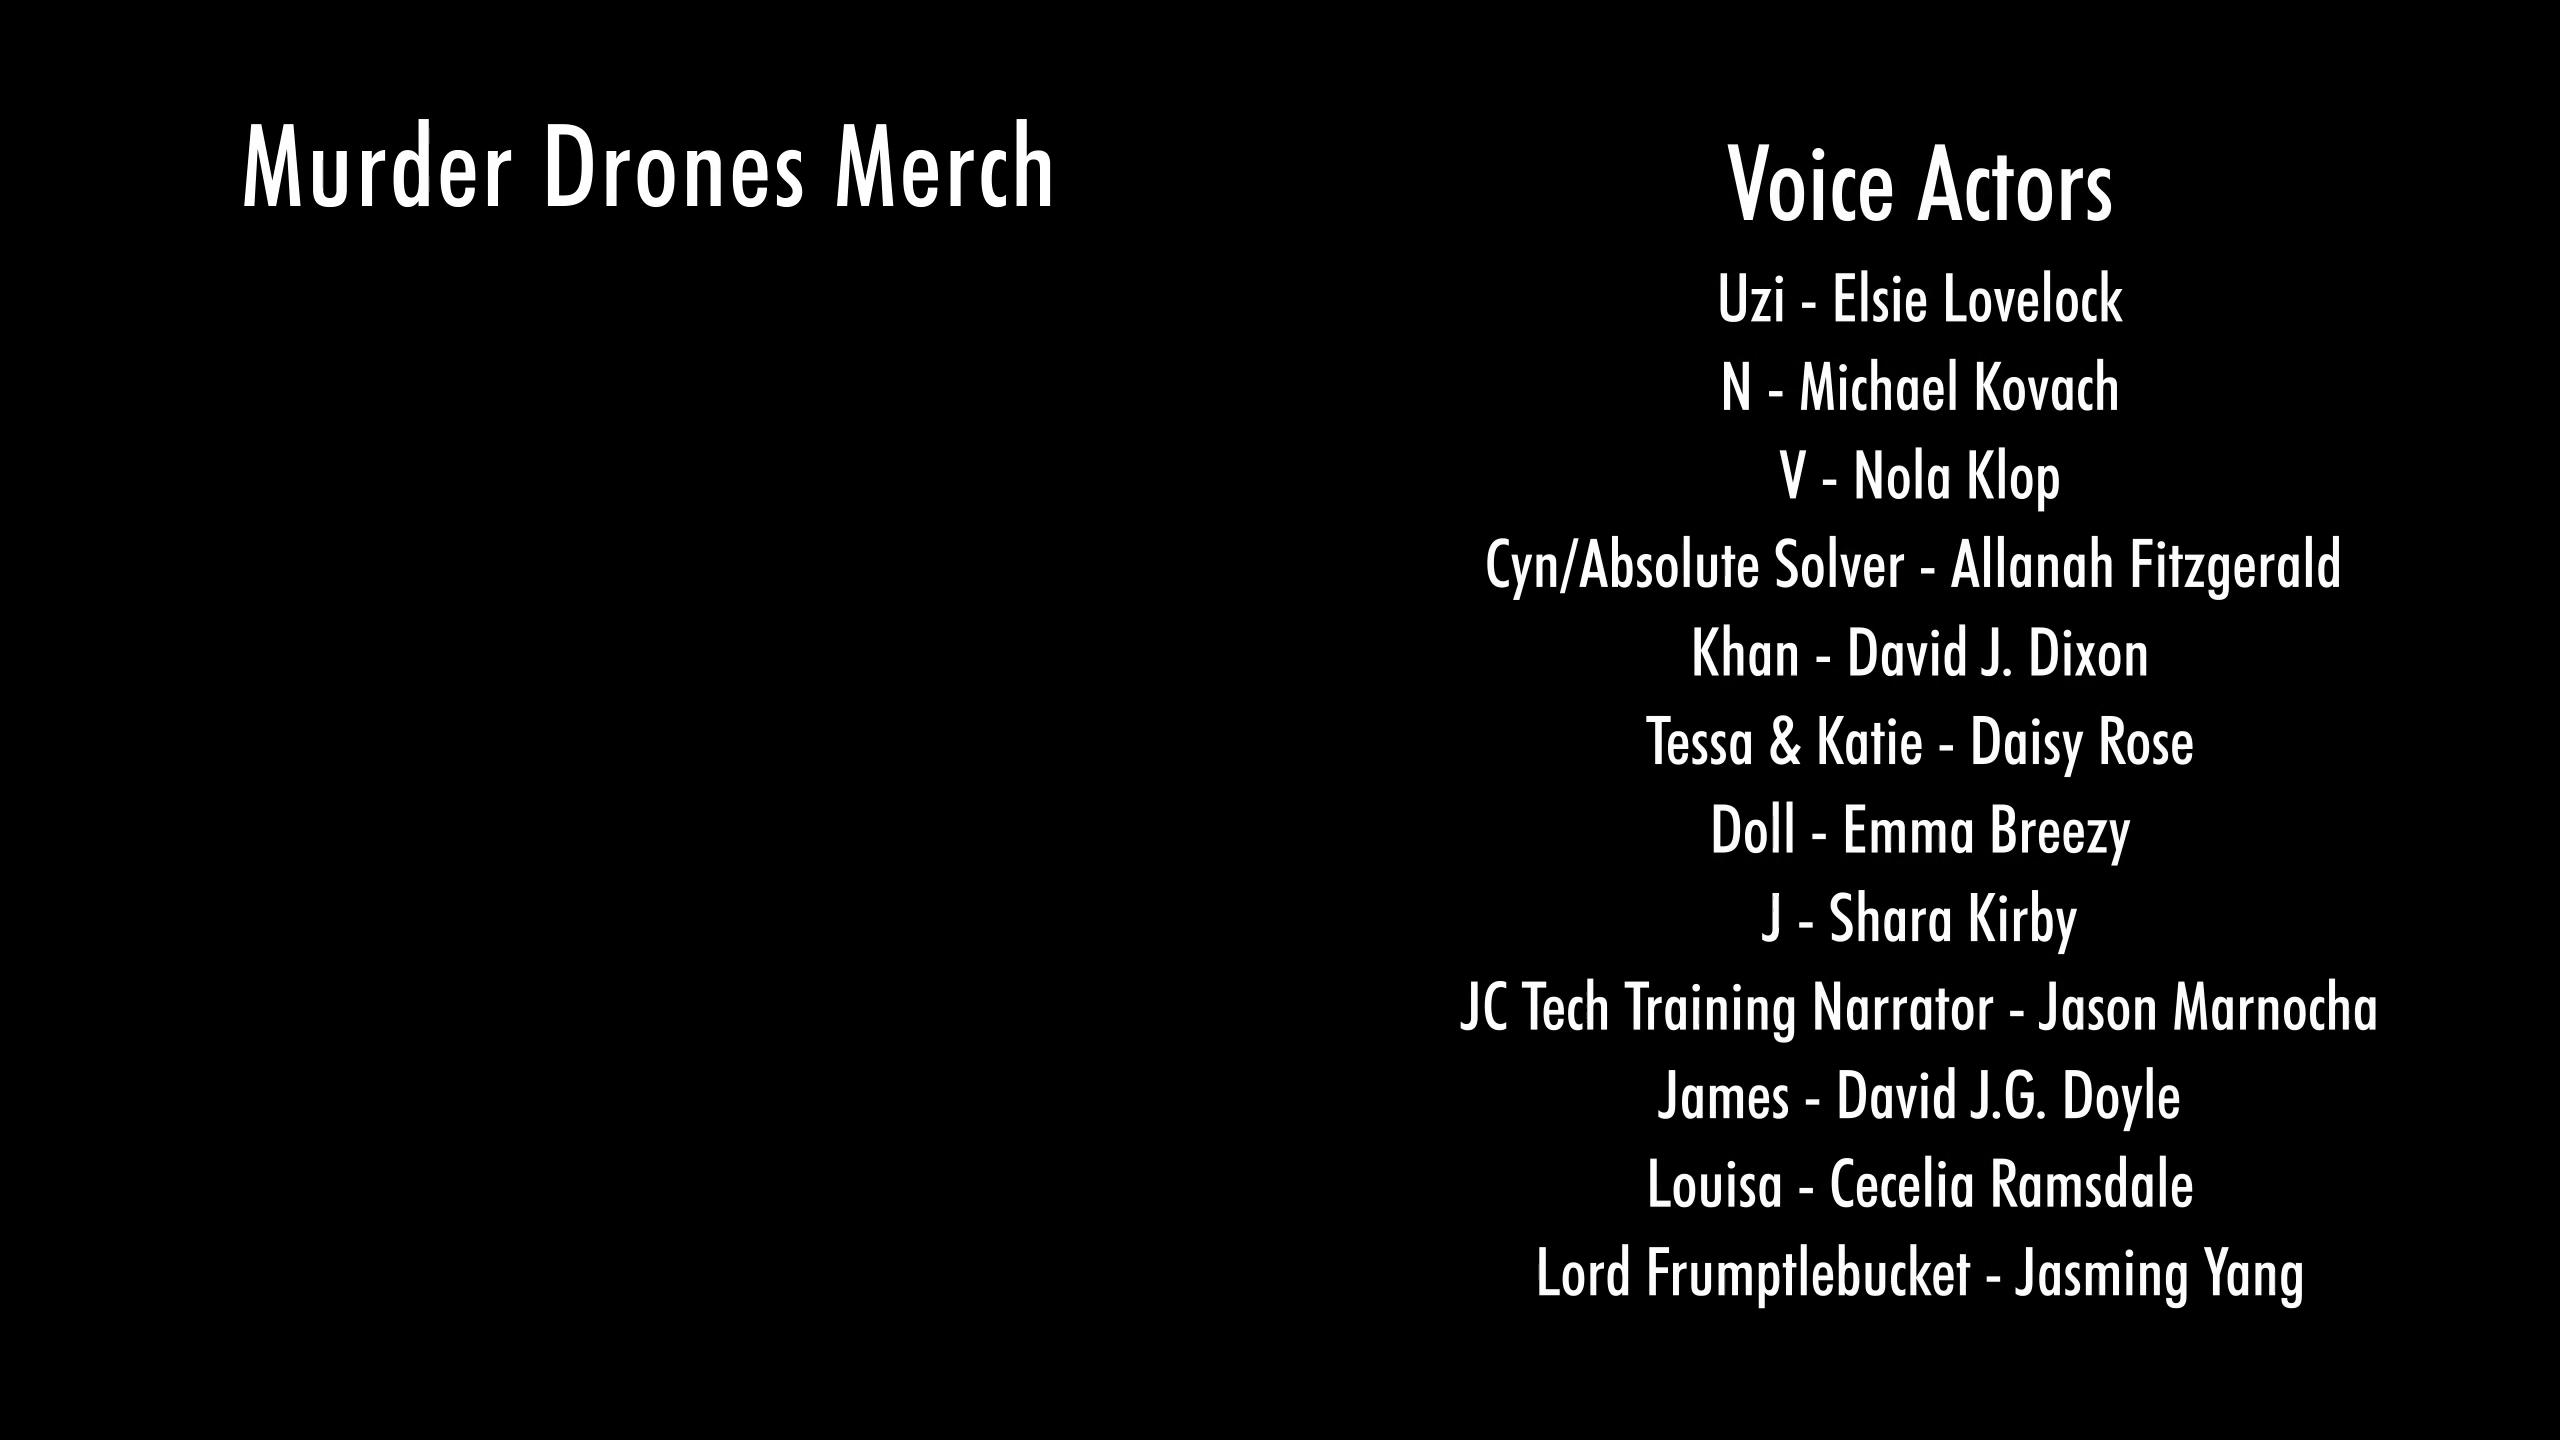 Murder Drones Merch
Voice Actors
Uzi - Elsie Lovelock
N - Michael Kovach
V - Nola Klop
Cyn/Absolute Solver - Allanah Fitzgerald
Khan - David J. Dixon
Tessa & Katie - Daisy Rose
Doll - Emma Breezy
J - Shara Kirby
JC Tech Training Narrator - Jason Marnocha
James - David J.G. Doyle
Louisa - Cecelia Ramsdale
Lord Frumptlebucket - Jasming Yang